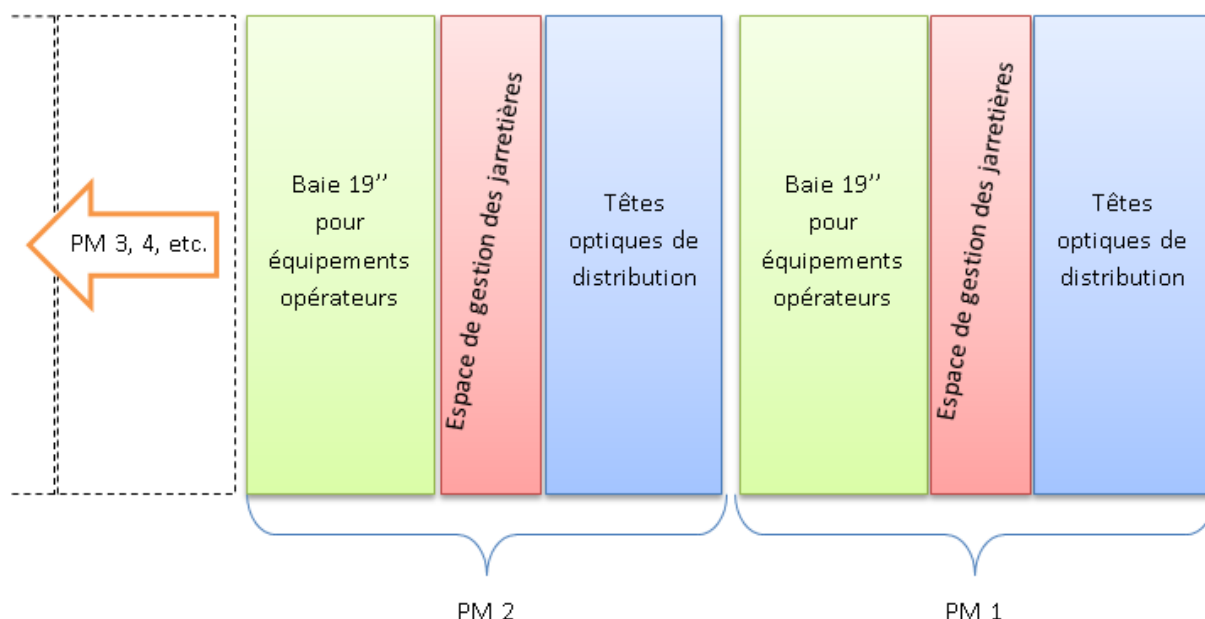 PM 3, 4, etc.
Baie 19’’
pour
équipements
opérateurs
Espace de gestion des jarretières
Têtes
optiques de
distribution
Baie 19’’
pour
équipements
opérateurs
Espace de gestion des jarretières
Têtes
optiques de
distribution
PM 2
PM 1